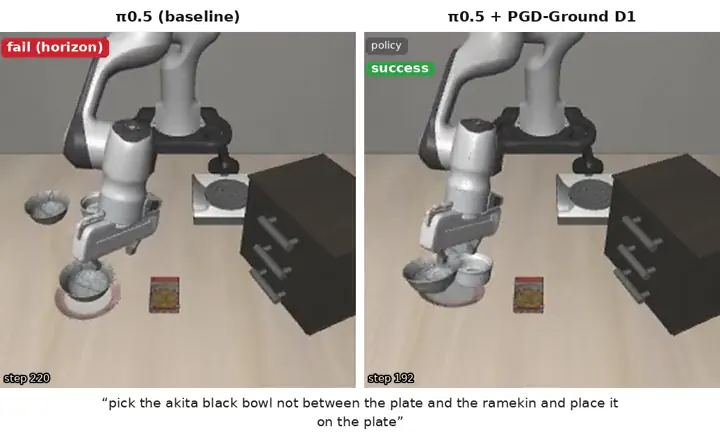 π0.5 (baseline)
π0.5 + PGD-Ground D1
fail (horizon)
policy
success
step 220
step 192
“pick the akita black bowl not between the plate and the ramekin and place it
on the plate”